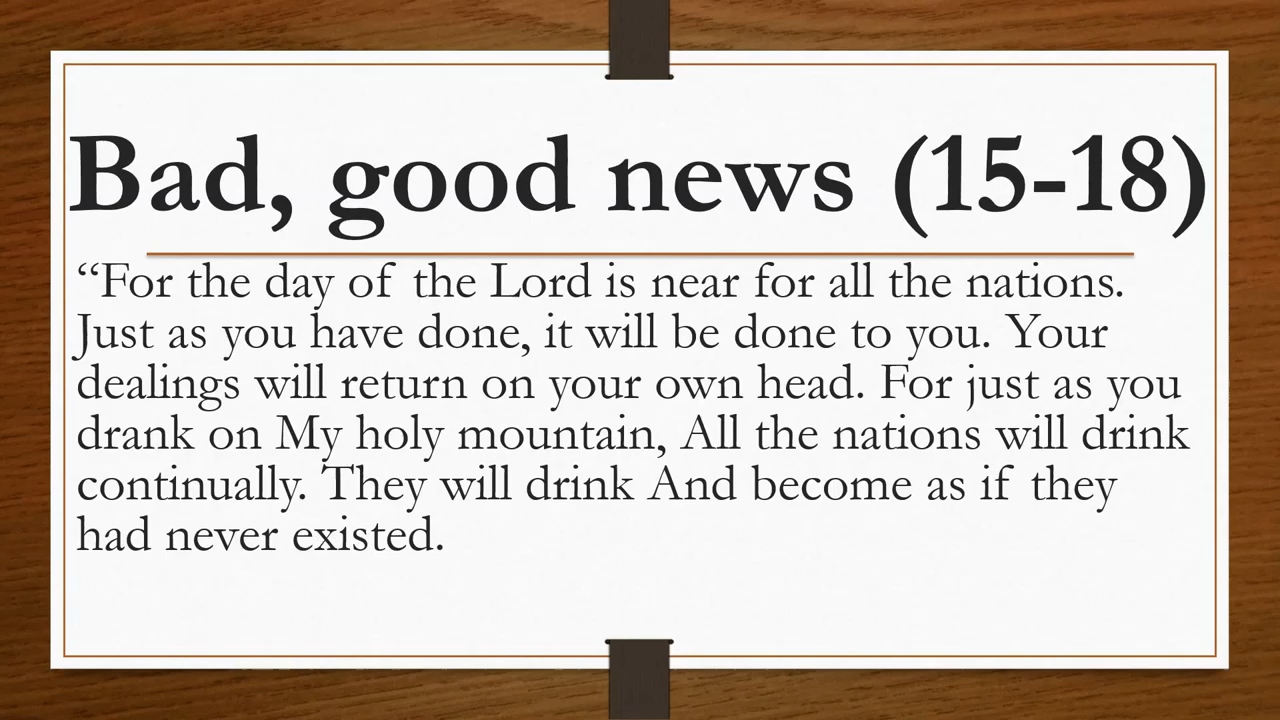 Bad, good news (15-18)
“For the day of the Lord is near for all the nations.
Just as you have done, it will be done to you. Your
dealings will return on your own head. For just as you
drank on My holy mountain, All the nations will drink
continually. They will drink And become as if they
had never existed.